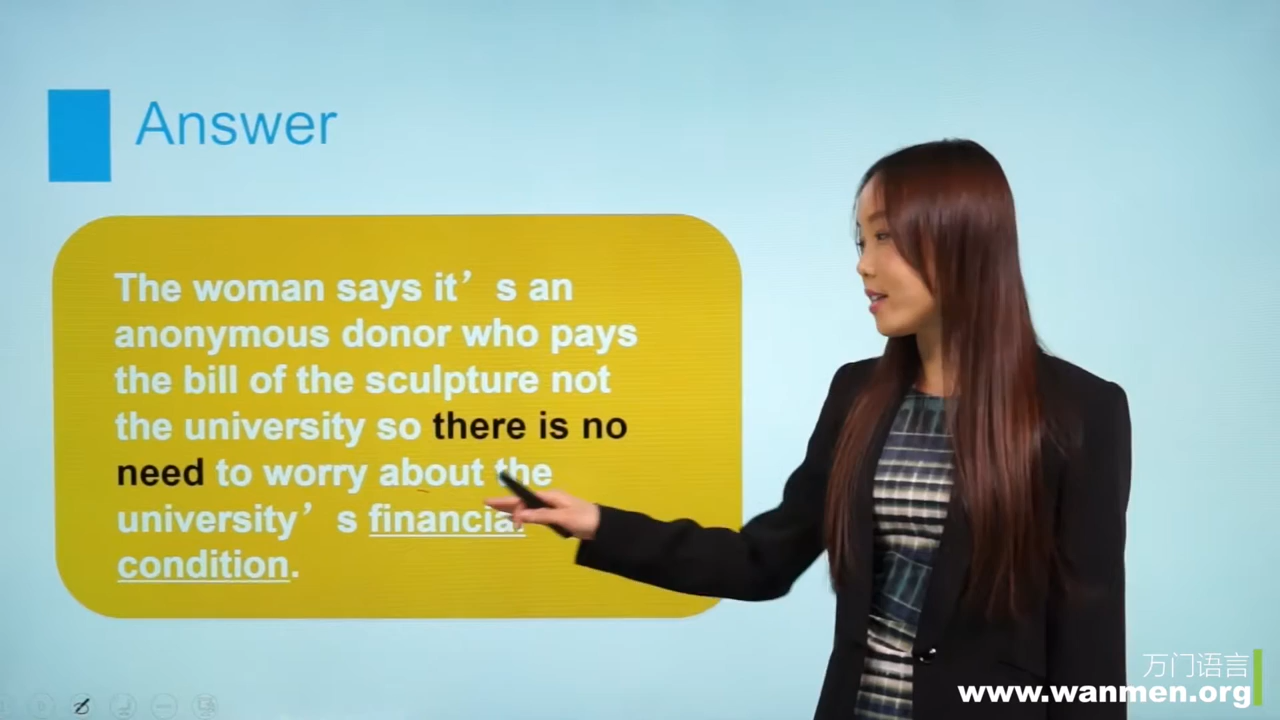 Answer
The woman says it’s an
anonymous donor who pays
the bill of the sculpture not
the university so there is no
need to worry about the
university’s financial
condition.
万门语言
www.wanmen.org